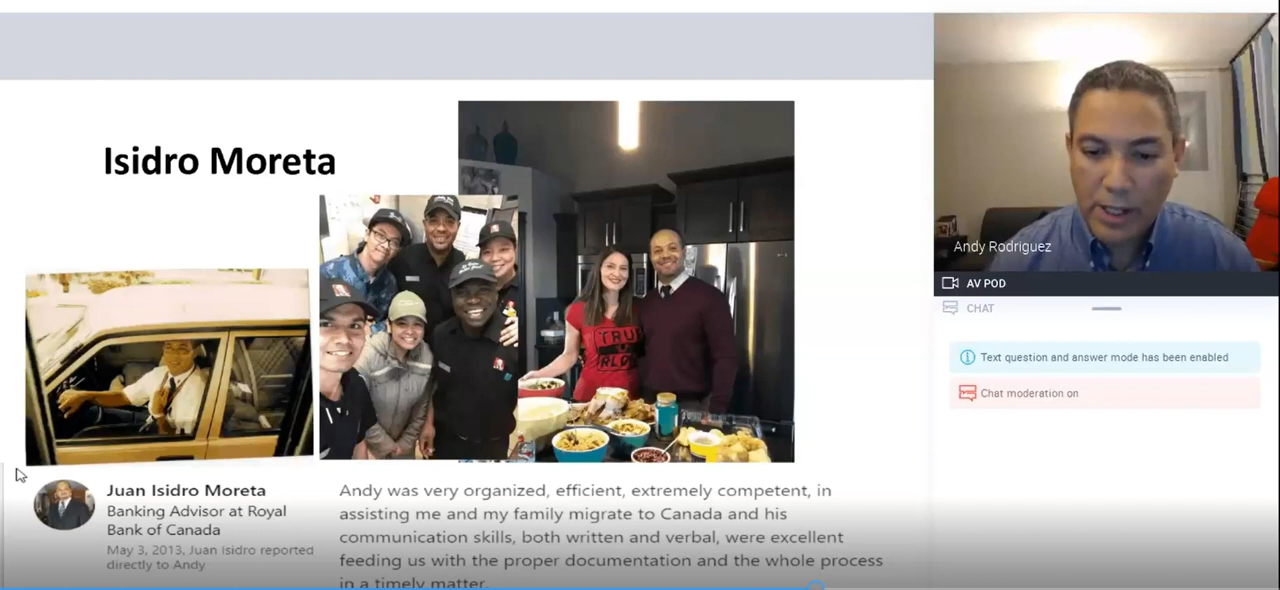 Isidro Moreta
Juan Isidro Moreta
Banking Advisor at Royal
Bank of Canada
May 3, 2013, Juan Isidro reported
directly to Andy
Andy was very organized, efficient, extremely competent, in
assisting me and my family migrate to Canada and his
communication skills, both written and verbal, were excellent
feeding us with the proper documentation and the whole process
in a timely matter.
Andy Rodriguez
AV POD
CHAT
Text question and answer mode has been enabled
Chat moderation on